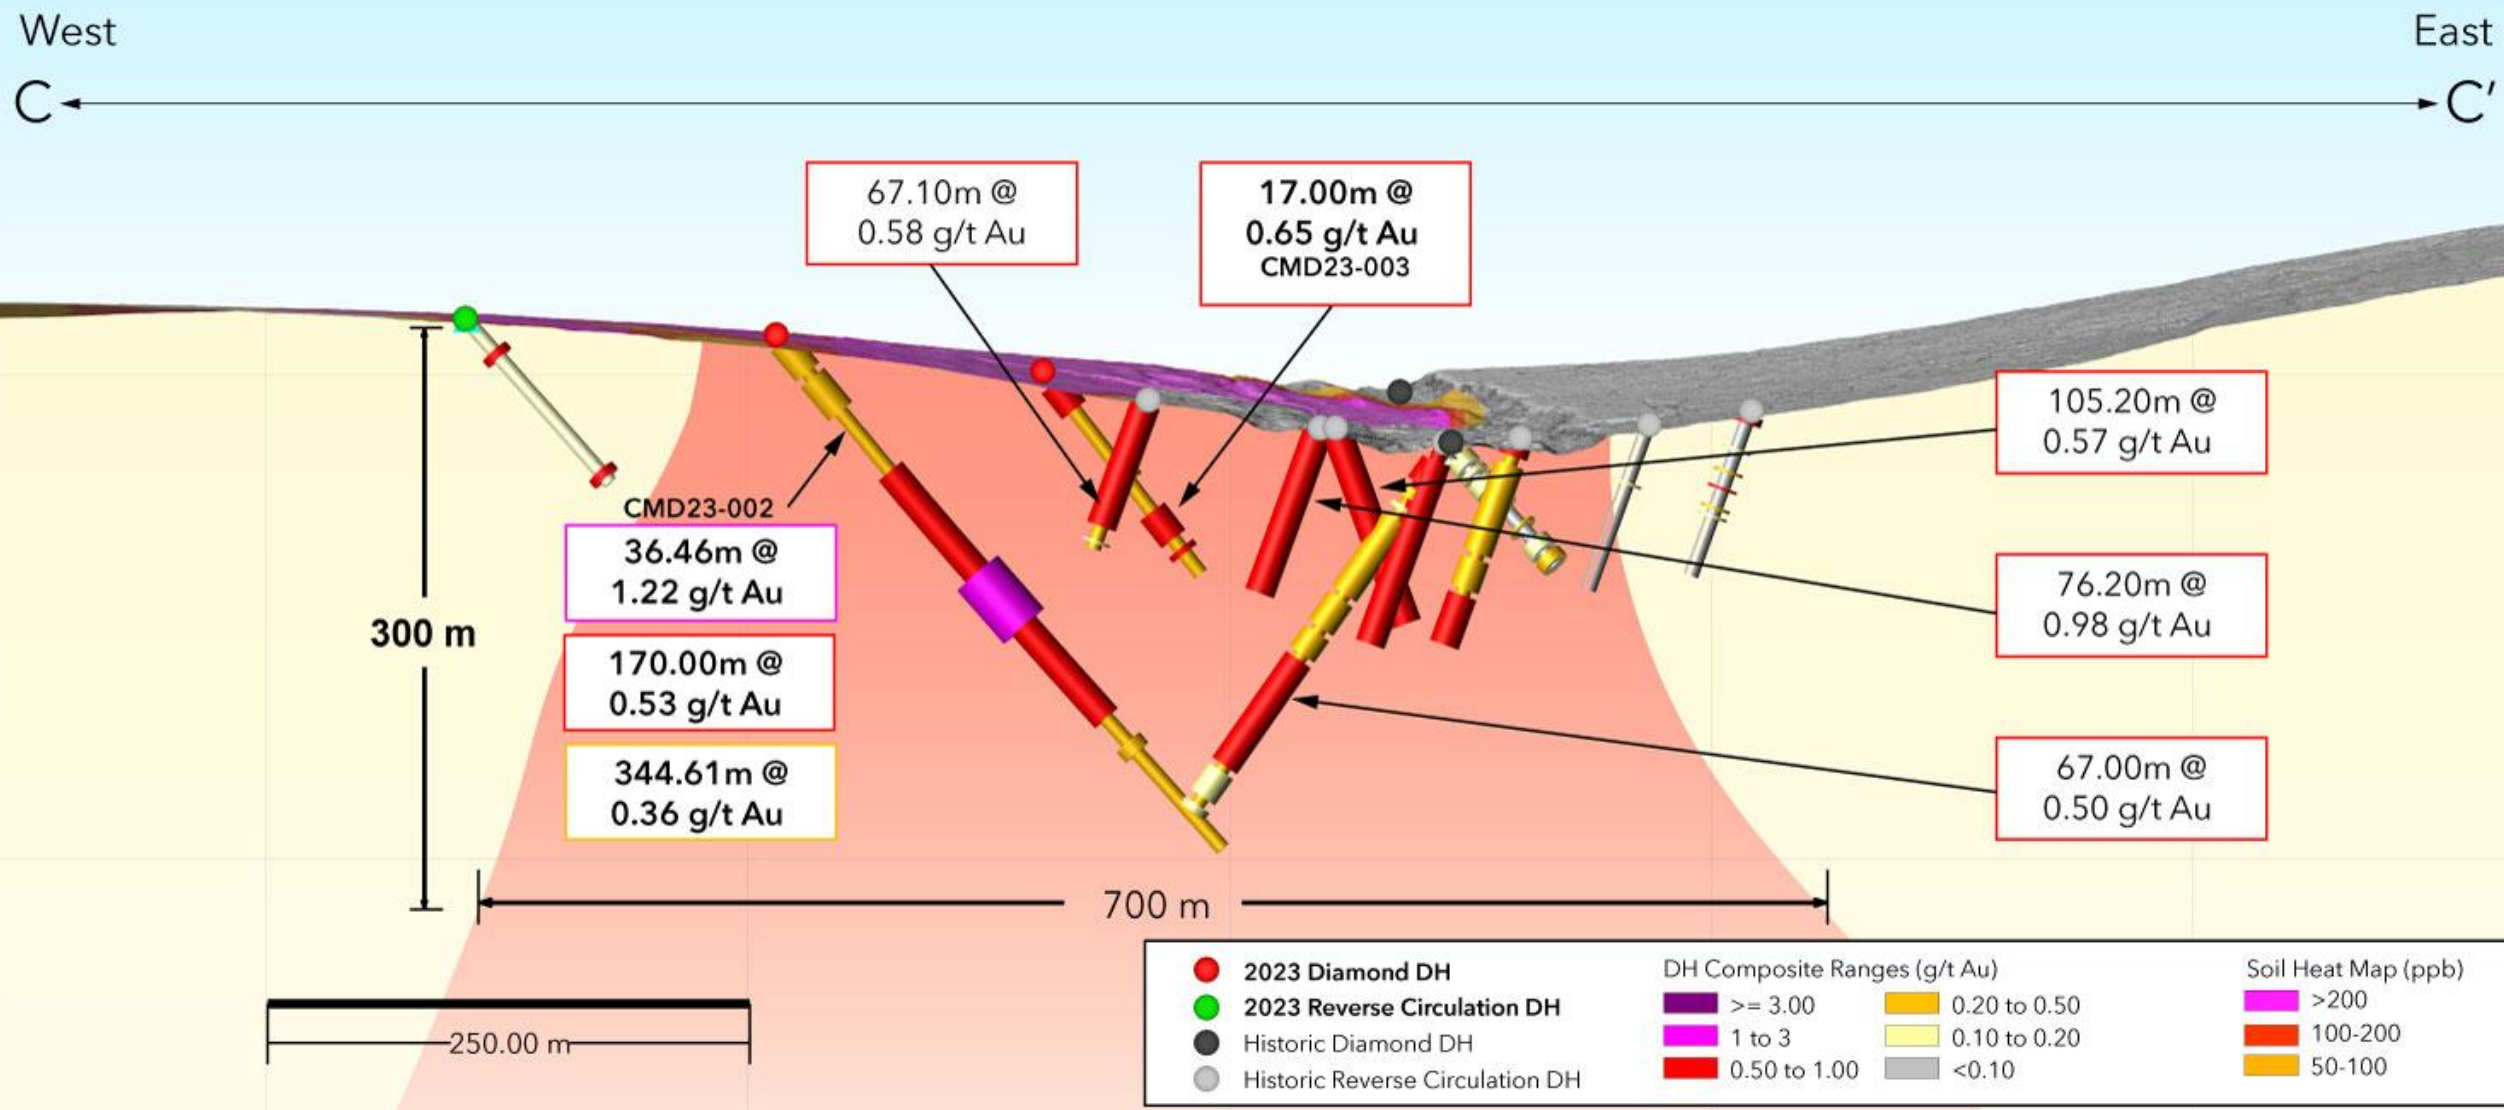 West
East
C
C'
67.10m @
0.58 g/t Au
17.00m @
0.65 g/t Au
CMD23-003
105.20m @
0.57 g/t Au
CMD23-002
36.46m @
1.22 g/t Au
76.20m @
0.98 g/t Au
300 m
170.00m @
0.53 g/t Au
344.61m @
0.36 g/t Au
67.00m @
0.50 g/t Au
700 m
250.00 m
2023 Diamond DH
2023 Reverse Circulation DH
Historic Diamond DH
Historic Reverse Circulation DH
DH Composite Ranges (g/t Au)
>= 3.00
1 to 3
0.50 to 1.00
0.20 to 0.50
0.10 to 0.20
<0.10
Soil Heat Map (ppb)
>200
100-200
50-100